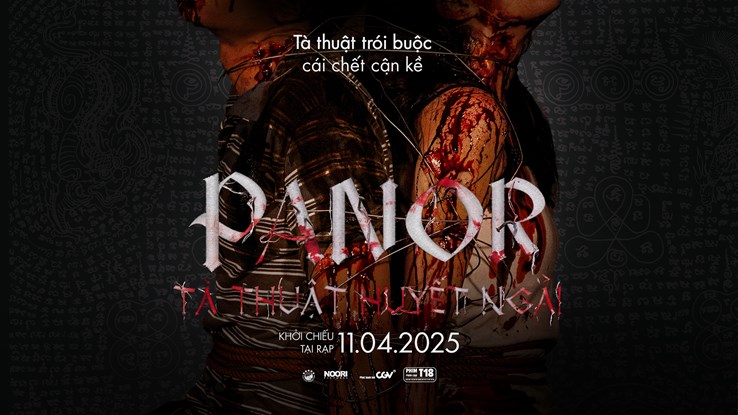 Tà thuật trói buộc
cái chết cận kề
PANOR
TÀ THUẬT HUYẾT NGẢI
KHỞI CHIẾU
TẠI RẠP 11.04.2025
NOORI
CGV
PHIM T18